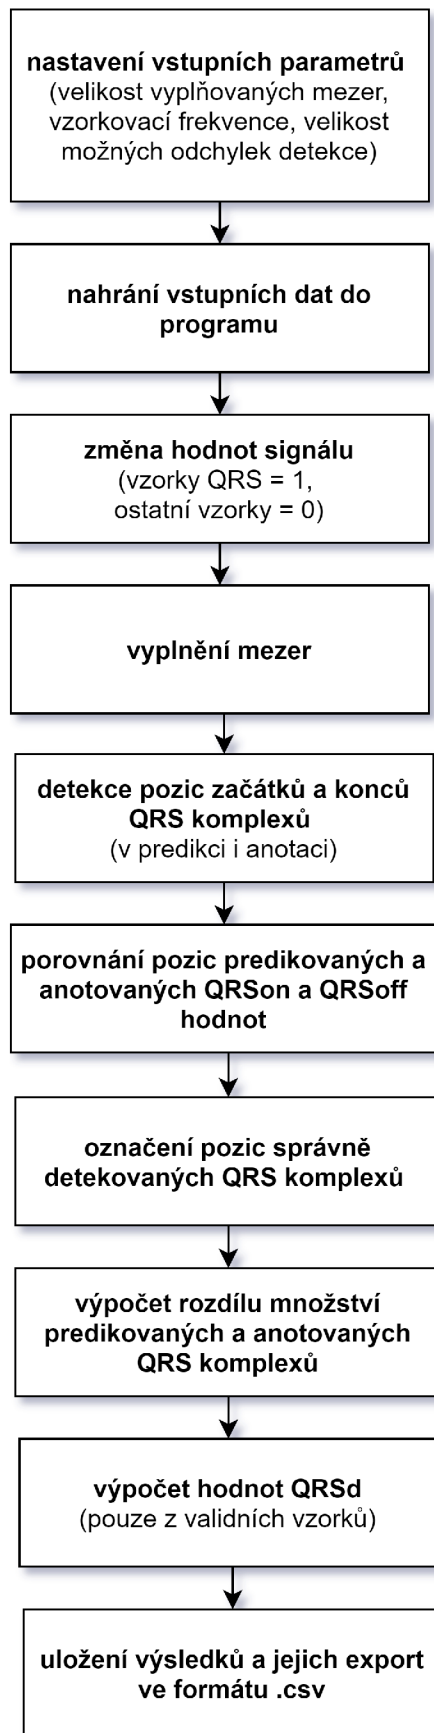 nastavení vstupních parametrů
(velikost vyplňovaných mezer,
vzorkovací frekvence, velikost
možných odchylek detekce)
nahrání vstupních dat do
programu
změna hodnot signálu
(vzorky QRS = 1,
ostatní vzorky = 0)
vyplnění mezer
detekce pozic začátků a konců
QRS komplexů
(v predikci i anotaci)
porovnání pozic predikovaných a
anotovaných QRSon a QRSoff
hodnot
označení pozic správně
detekovaných QRS komplexů
výpočet rozdílu množství
predikovaných a anotovaných
QRS komplexů
výpočet hodnot QRSd
(pouze z validních vzorků)
uložení výsledků a jejich export
ve formátu .csv